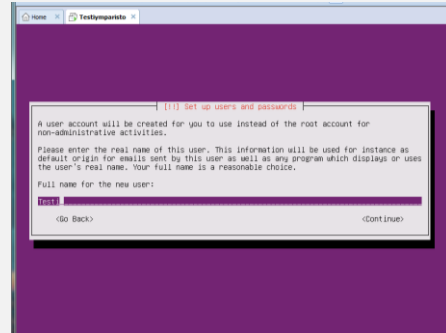 Home × Testiymparisto ×
[!!] Set up users and passwords
A user account will be created for you to use instead of the root account for
non-administrative activities.
Please enter the real name of this user. This information will be used for instance as
default origin for emails sent by this user as well as any program which displays or uses
the user's real name. Your full name is a reasonable choice.
Full name for the new user:
Testi
<Go Back> <Continue>